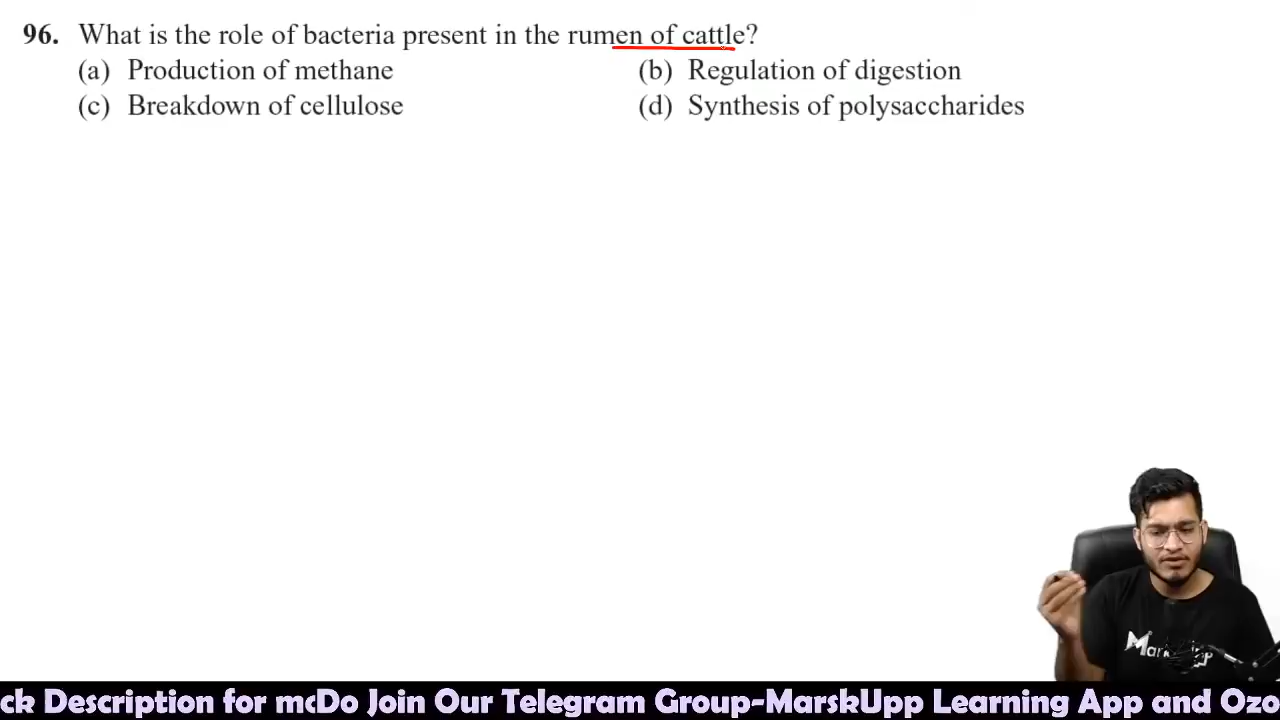 96. What is the role of bacteria present in the rumen of cattle?
(a) Production of methane (b) Regulation of digestion
(c) Breakdown of cellulose (d) Synthesis of polysaccharides
ck Description for mcDo Join Our Telegram Group-MarskUpp Learning App and Ozo